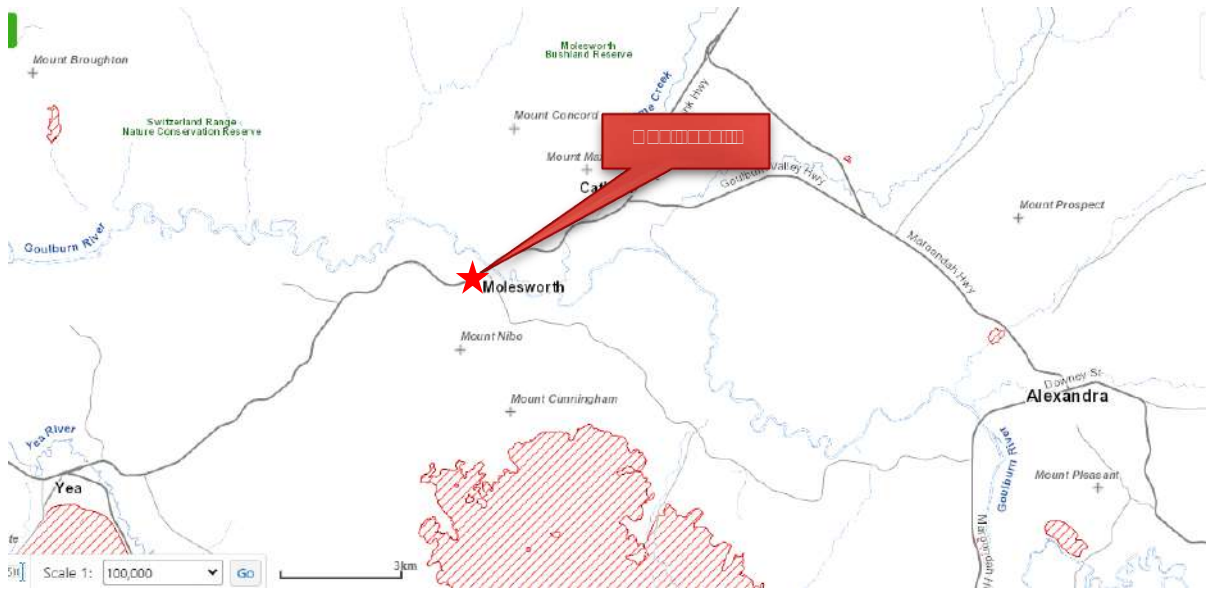 Mount Broughton
Molesworth
Bushland Reserve
Switzerland Range
Nature Conservation Reserve
Mount Concord
Goulburn Valley Hwy
Mount Prospect
Goulburn River
Maroondah Hwy
Molesworth
Mount Nibo
Downey St
Alexandra
Mount Cunningham
Yea River
Goulburn River
Mount Pleasant
Yea
Scale 1:
100,000
Go
3km